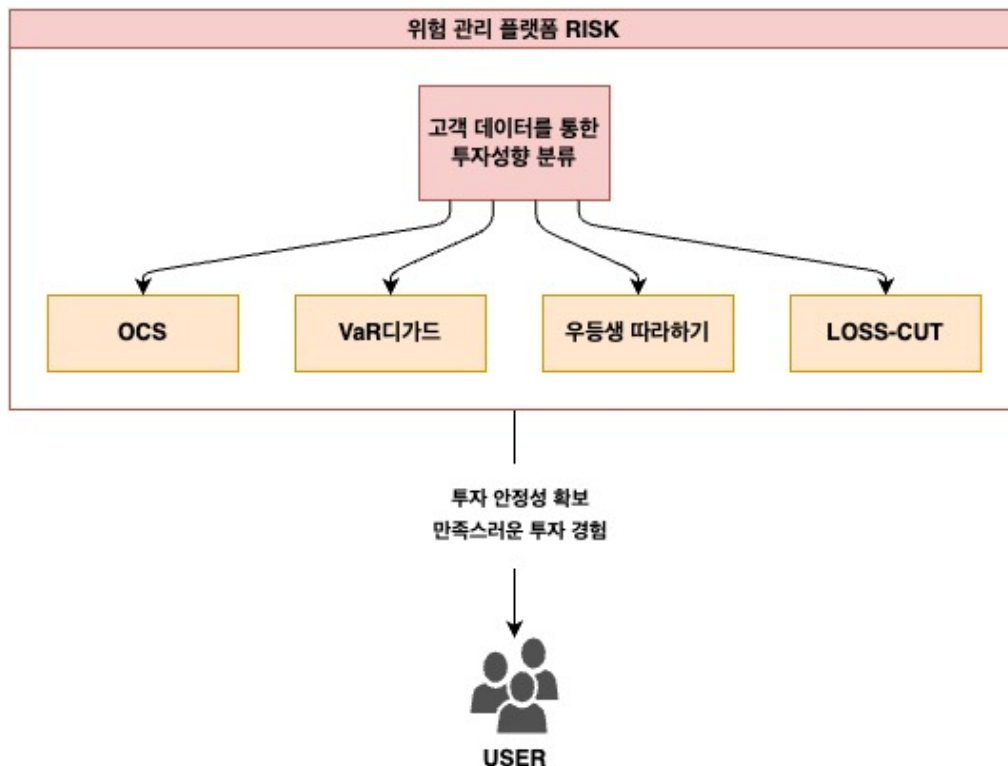 위험 관리 플랫폼 RISK
고객 데이터를 통한
투자성향 분류
OCS
VaR디가드
우등생 따라하기
LOSS-CUT
투자 안정성 확보
만족스러운 투자 경험
USER